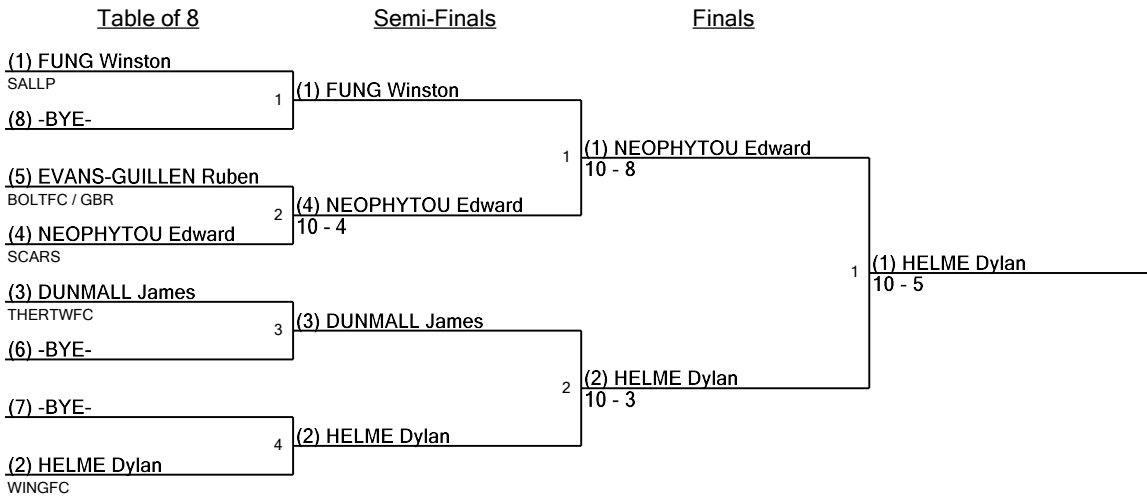 Table of 8
Semi-Finals
Finals
(1) FUNG Winston
SALLP
1
(8) -BYE-
(5) EVANS-GUILLEN Ruben
BOLTFC / GBR
2
(4) NEOPHYTOU Edward
SCARS
(3) DUNMALL James
THERTWFC
3
(6) -BYE-
(7) -BYE-
4
(2) HELME Dylan
WINGFC
(1) FUNG Winston
1
(4) NEOPHYTOU Edward
10 - 4
(3) DUNMALL James
2
(2) HELME Dylan
(1) NEOPHYTOU Edward
10 - 8
1
(2) HELME Dylan
10 - 3
(1) HELME Dylan
10 - 5